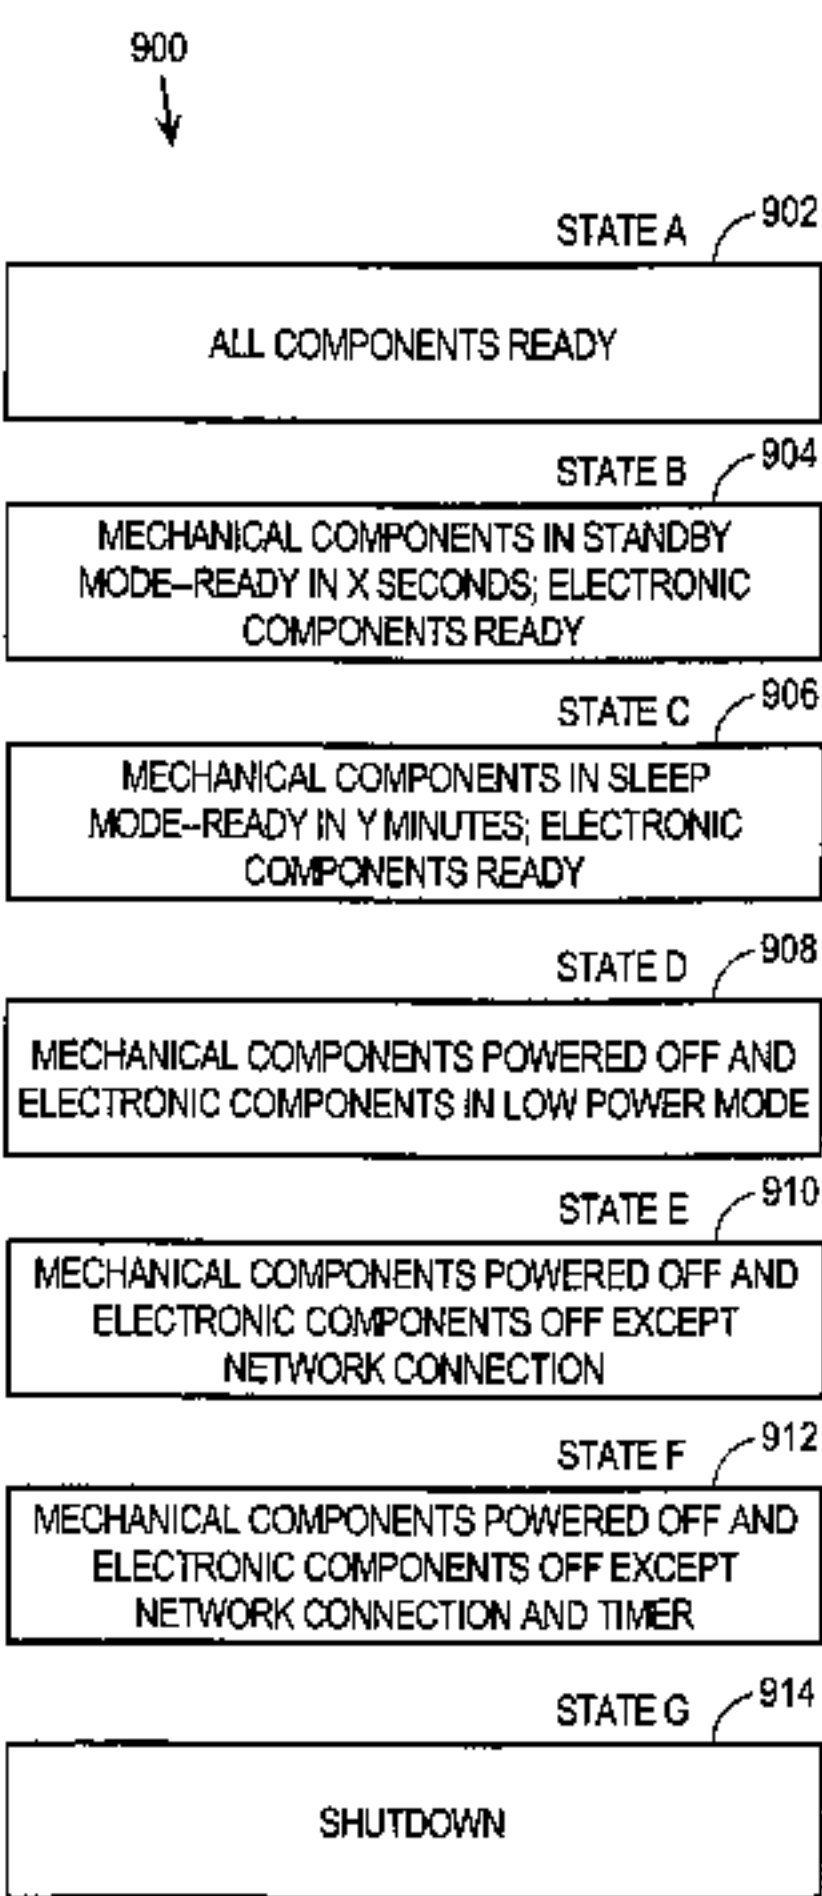 900
STATE A 902
ALL COMPONENTS READY
STATE B 904
MECHANICAL COMPONENTS IN STANDBY
MODE--READY IN X SECONDS; ELECTRONIC
COMPONENTS READY
STATE C 906
MECHANICAL COMPONENTS IN SLEEP
MODE--READY IN Y MINUTES; ELECTRONIC
COMPONENTS READY
STATE D 908
MECHANICAL COMPONENTS POWERED OFF AND
ELECTRONIC COMPONENTS IN LOW POWER MODE
STATE E 910
MECHANICAL COMPONENTS POWERED OFF AND
ELECTRONIC COMPONENTS OFF EXCEPT
NETWORK CONNECTION
STATE F 912
MECHANICAL COMPONENTS POWERED OFF AND
ELECTRONIC COMPONENTS OFF EXCEPT
NETWORK CONNECTION AND TIMER
STATE G 914
SHUTDOWN